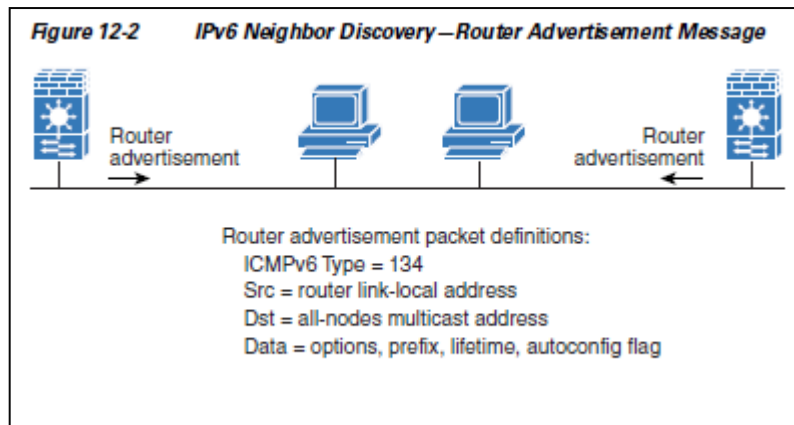 Figure 12-2 IPv6 Neighbor Discovery—Router Advertisement Message
Router
advertisement
Router
advertisement
Router advertisement packet definitions:
ICMPv6 Type = 134
Src = router link-local address
Dst = all-nodes multicast address
Data = options, prefix, lifetime, autoconfig flag